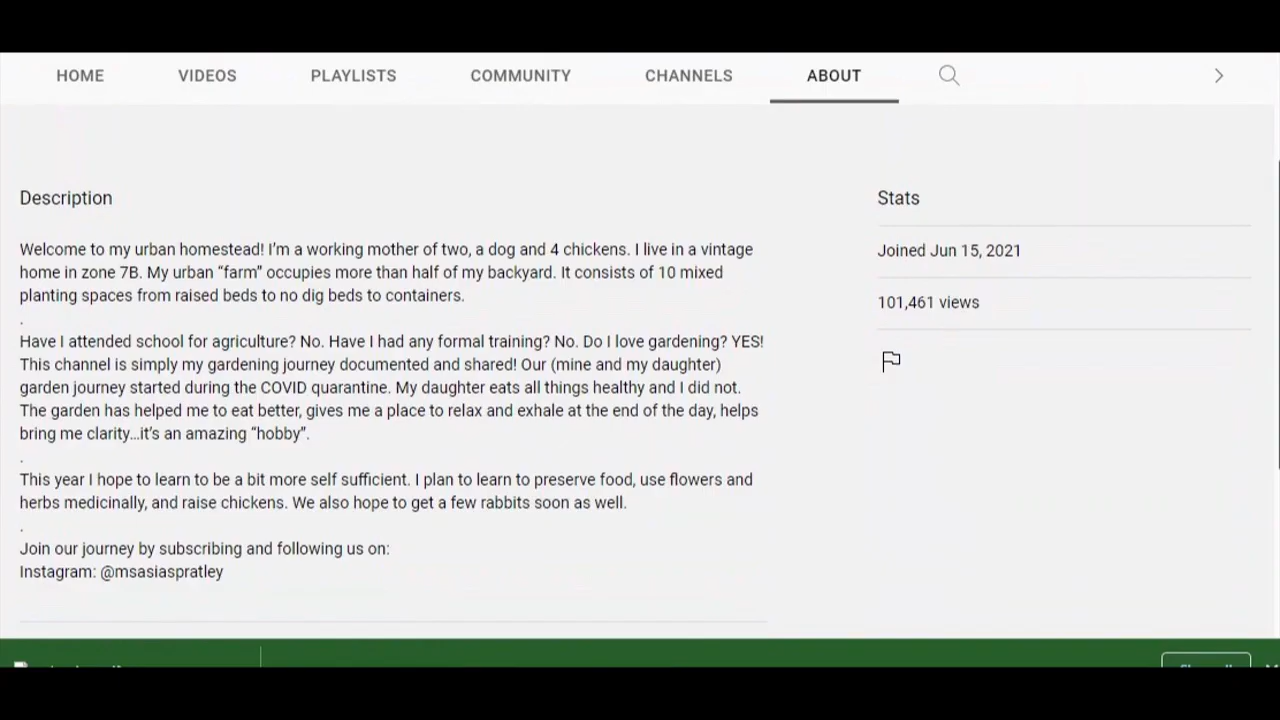 HOME VIDEOS PLAYLISTS COMMUNITY CHANNELS ABOUT
Description
Welcome to my urban homestead! I’m a working mother of two, a dog and 4 chickens. I live in a vintage
home in zone 7B. My urban “farm” occupies more than half of my backyard. It consists of 10 mixed
planting spaces from raised beds to no dig beds to containers.
.
Have I attended school for agriculture? No. Have I had any formal training? No. Do I love gardening? YES!
This channel is simply my gardening journey documented and shared! Our (mine and my daughter)
garden journey started during the COVID quarantine. My daughter eats all things healthy and I did not.
The garden has helped me to eat better, gives me a place to relax and exhale at the end of the day, helps
bring me clarity…it’s an amazing “hobby”.
.
This year I hope to learn to be a bit more self sufficient. I plan to learn to preserve food, use flowers and
herbs medicinally, and raise chickens. We also hope to get a few rabbits soon as well.
.
Join our journey by subscribing and following us on:
Instagram: @msasiaspratley
Stats
Joined Jun 15, 2021
101,461 views